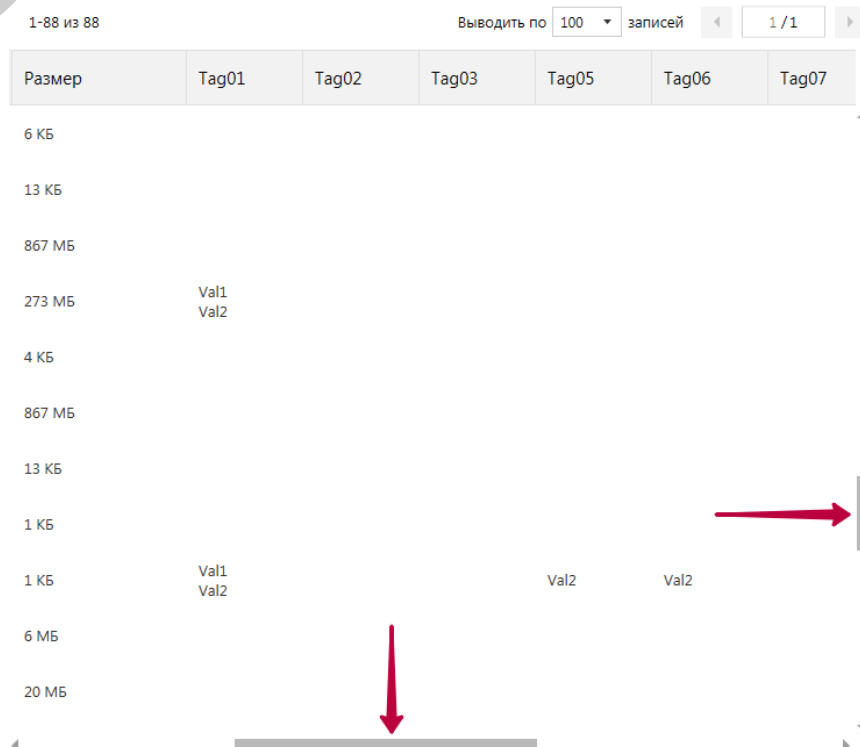 1-88 из 88 Выводить по 100 записей 1 / 1
Размер Tag01 Tag02 Tag03 Tag05 Tag06 Tag07
6 КБ
13 КБ
867 МБ
273 МБ Val1
Val2
4 КБ
867 МБ
13 КБ
1 КБ
1 КБ Val1 Val2 Val2
Val2
6 МБ
20 МБ